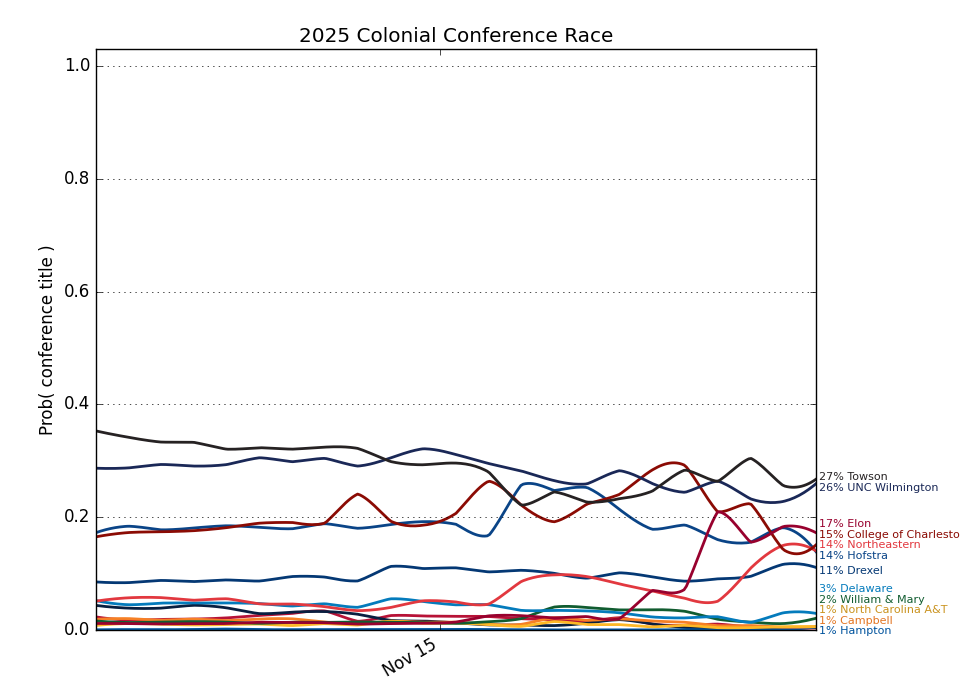 2025 Colonial Conference Race
Prob( conference title )
1.0
0.8
0.6
0.4
0.2
0.0
Nov 15
27% Towson
26% UNC Wilmington
17% Elon
15% College of Charlesto
14% Northeastern
14% Hofstra
11% Drexel
3% Delaware
2% William & Mary
1% North Carolina A&T
1% Campbell
1% Hampton